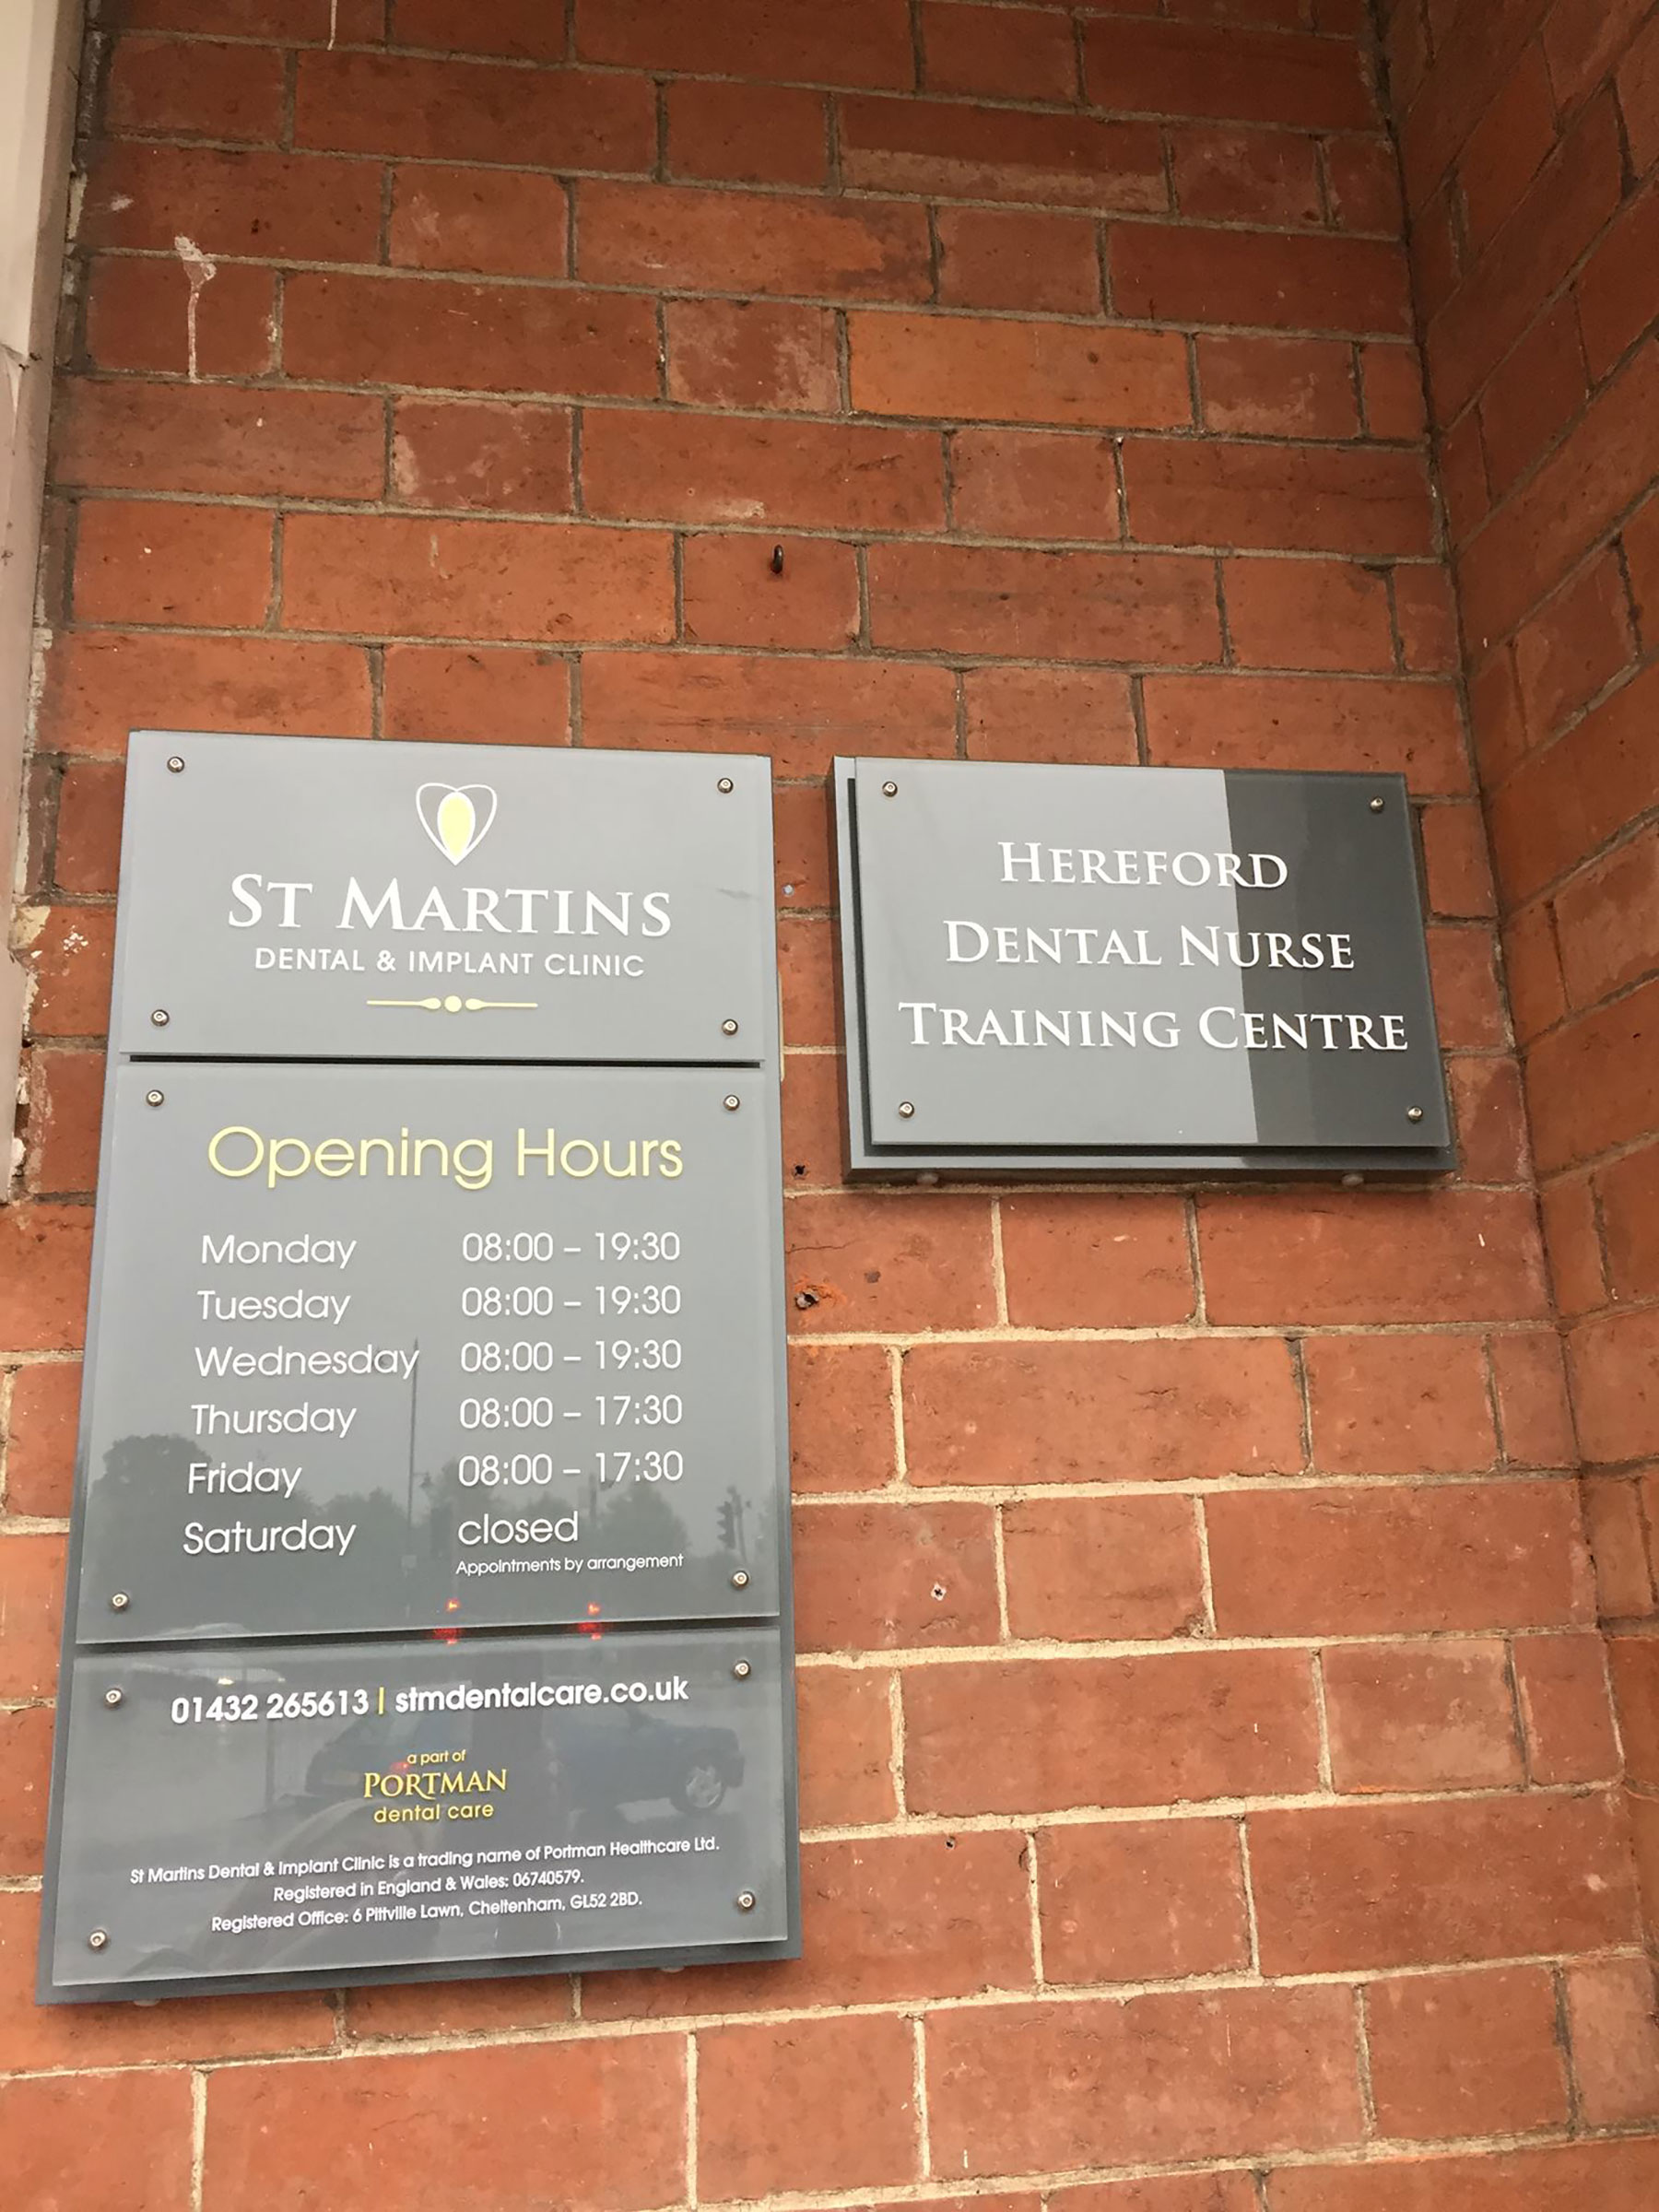 ST MARTINS
DENTAL & IMPLANT CLINIC
Opening Hours
Monday 08:00 – 19:30
Tuesday 08:00 – 19:30
Wednesday 08:00 – 19:30
Thursday 08:00 – 17:30
Friday 08:00 – 17:30
Saturday closed
Appointments by arrangement
01432 265613 | stmdentalcare.co.uk
a part of
PORTMAN
dental care
St Martins Dental & Implant Clinic is a trading name of Portman Healthcare Ltd.
Registered in England & Wales: 06740579.
Registered Office: 6 Pittville Lawn, Cheltenham, GL52 2BD.
HEREFORD
DENTAL NURSE
TRAINING CENTRE